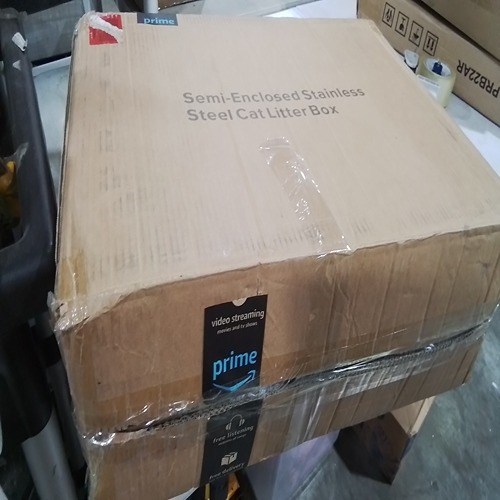 prime
Semi-Enclosed Stainless
Steel Cat Litter Box
PRB22AR
video streaming
movies and tv shows
prime
free listening
free delivery